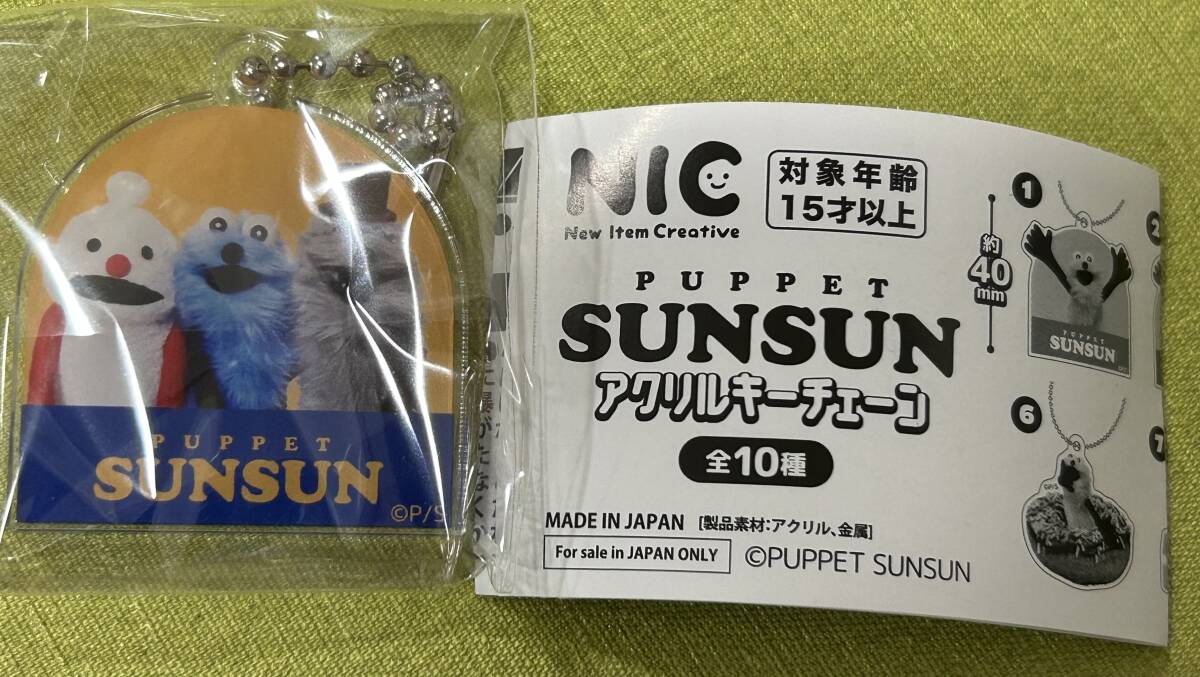 PUPPET
SUNSUN
©P/S
NIC
New Item Creative
対象年齢
15才以上
PUPPET
SUNSUN
アクリルキーチェーン
全10種
MADE IN JAPAN [製品素材:アクリル、金属]
For sale in JAPAN ONLY
©PUPPET SUNSUN
約
40
mm
1
2
PUPPET
SUNSUN
6
7